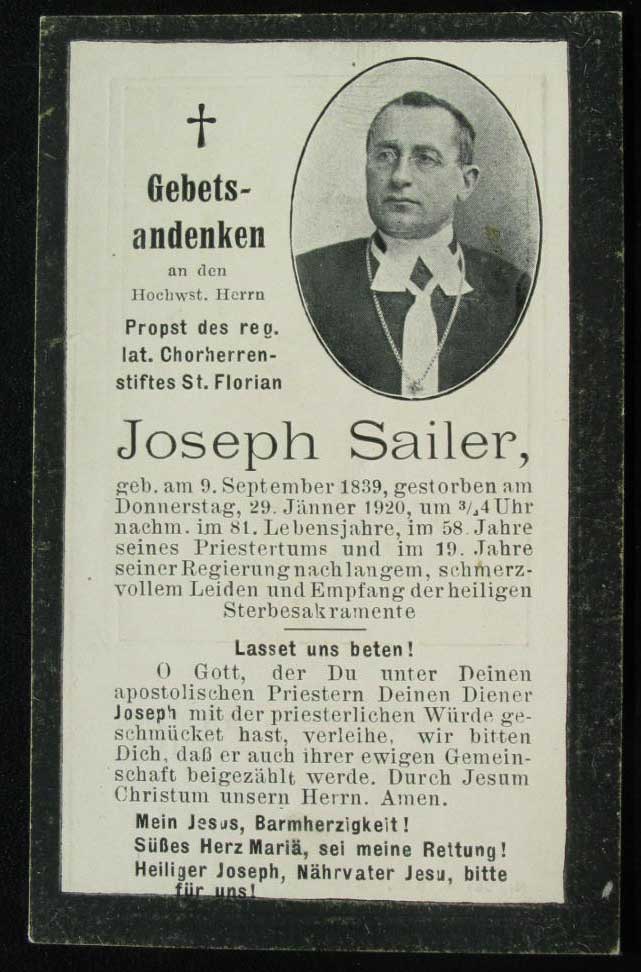 Gebets-
andenken
an den
Hochwst. Herrn
Propst des reg.
lat. Chorherren-
stiftes St. Florian
Joseph Sailer,
geb. am 9. September 1839, gestorben am
Donnerstag, 29. Jänner 1920, um ¾4 Uhr
nachm. im 81. Lebensjahre, im 58. Jahre
seines Priestertums und im 19. Jahre
seiner Regierung nach langem, schmerz-
vollem Leiden und Empfang der heiligen
Sterbesakramente
Lasset uns beten!
O Gott, der Du unter Deinen
apostolischen Priestern Deinen Diener
Joseph mit der priesterlichen Würde ge-
schmücket hast, verleihe, wir bitten
Dich, daß er auch ihrer ewigen Gemein-
schaft beigezählt werde. Durch Jesum
Christum unsern Herrn. Amen.
Mein Jesus, Barmherzigkeit!
Süßes Herz Mariä, sei meine Rettung!
Heiliger Joseph, Nährvater Jesu, bitte
für uns!